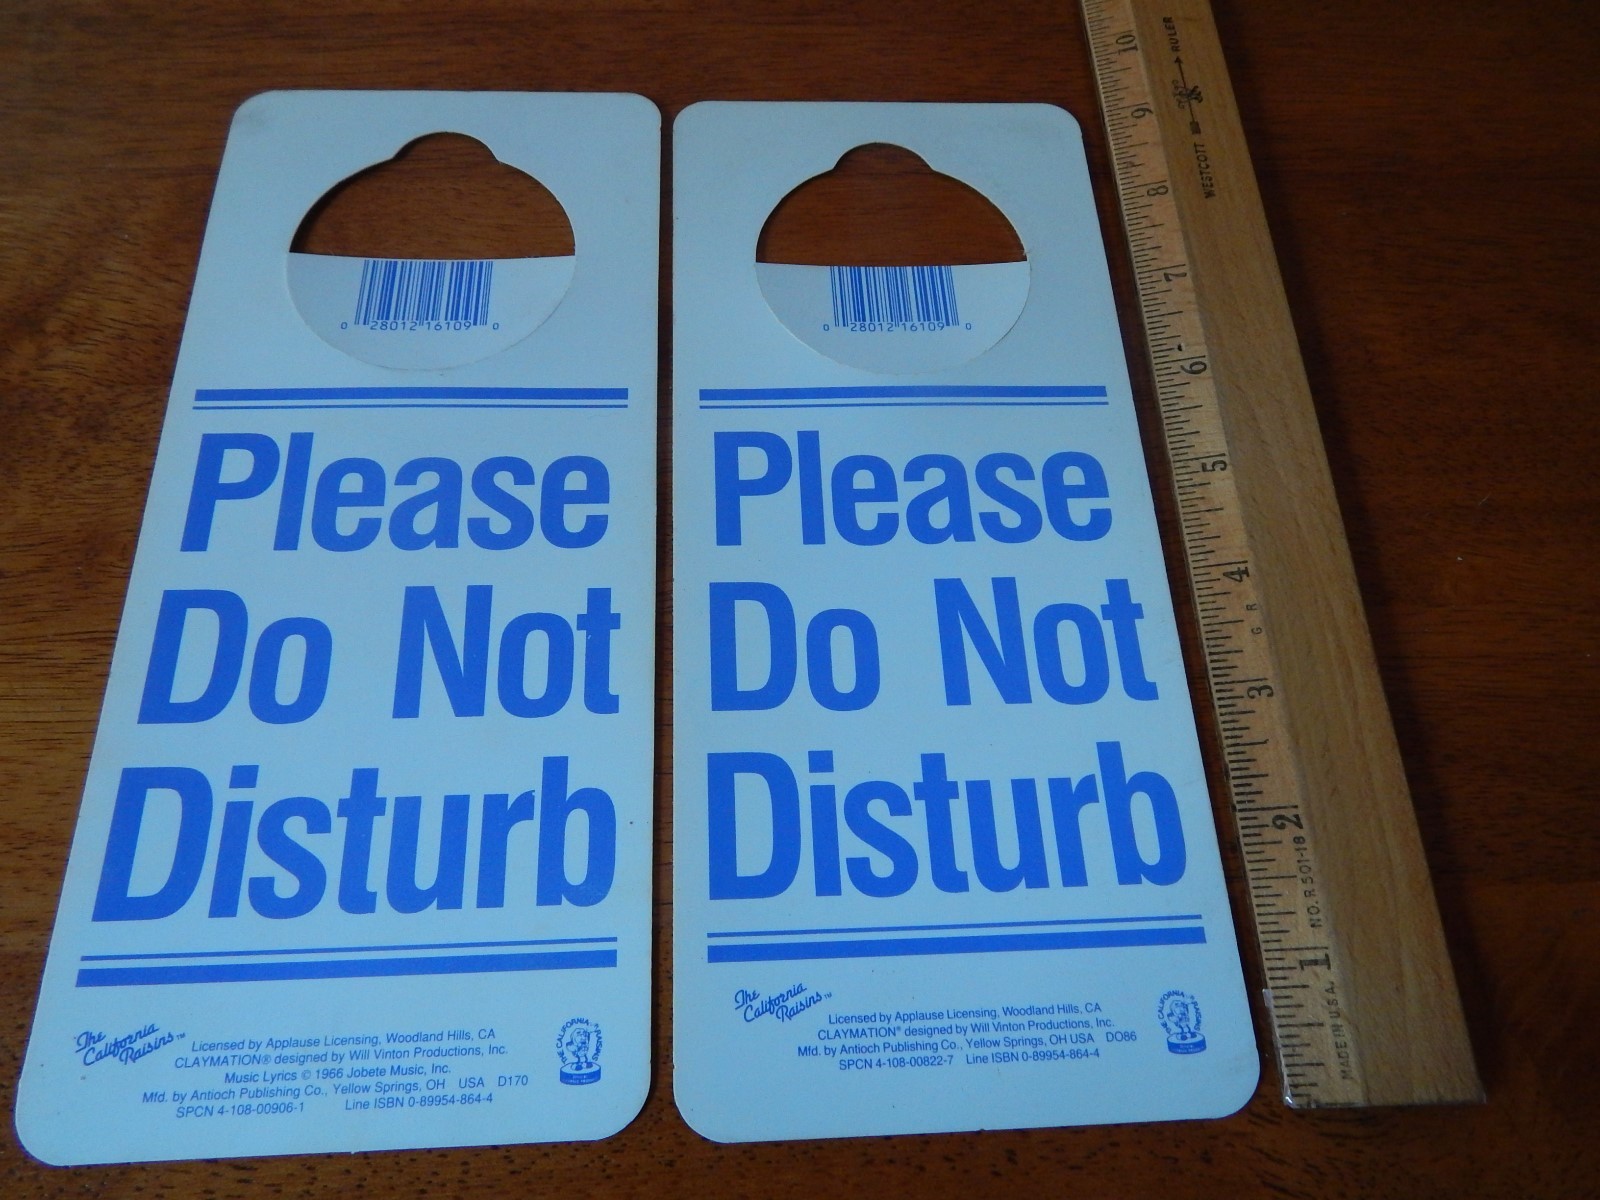 0 28012 16109 0
Please
Do Not
Disturb
The
California
Raisins™
Licensed by Applause Licensing, Woodland Hills, CA
CLAYMATION® designed by Will Vinton Productions, Inc.
Music Lyrics © 1966 Jobete Music, Inc.
Mfd. by Antioch Publishing Co., Yellow Springs, OH USA D170
SPCN 4-108-00906-1 Line ISBN 0-89954-864-4
THE CALIFORNIA RAISINS
0 28012 16109 0
Please
Do Not
Disturb
The
California
Raisins™
Licensed by Applause Licensing, Woodland Hills, CA
CLAYMATION® designed by Will Vinton Productions, Inc.
Mfd. by Antioch Publishing Co., Yellow Springs, OH USA DO86
SPCN 4-108-00822-7 Line ISBN 0-89954-864-4
THE CALIFORNIA RAISINS
10
9
8
7
6
5
4
3
2
1
WESTCOTT RULER
NO. R501-18
MADE IN U.S.A.